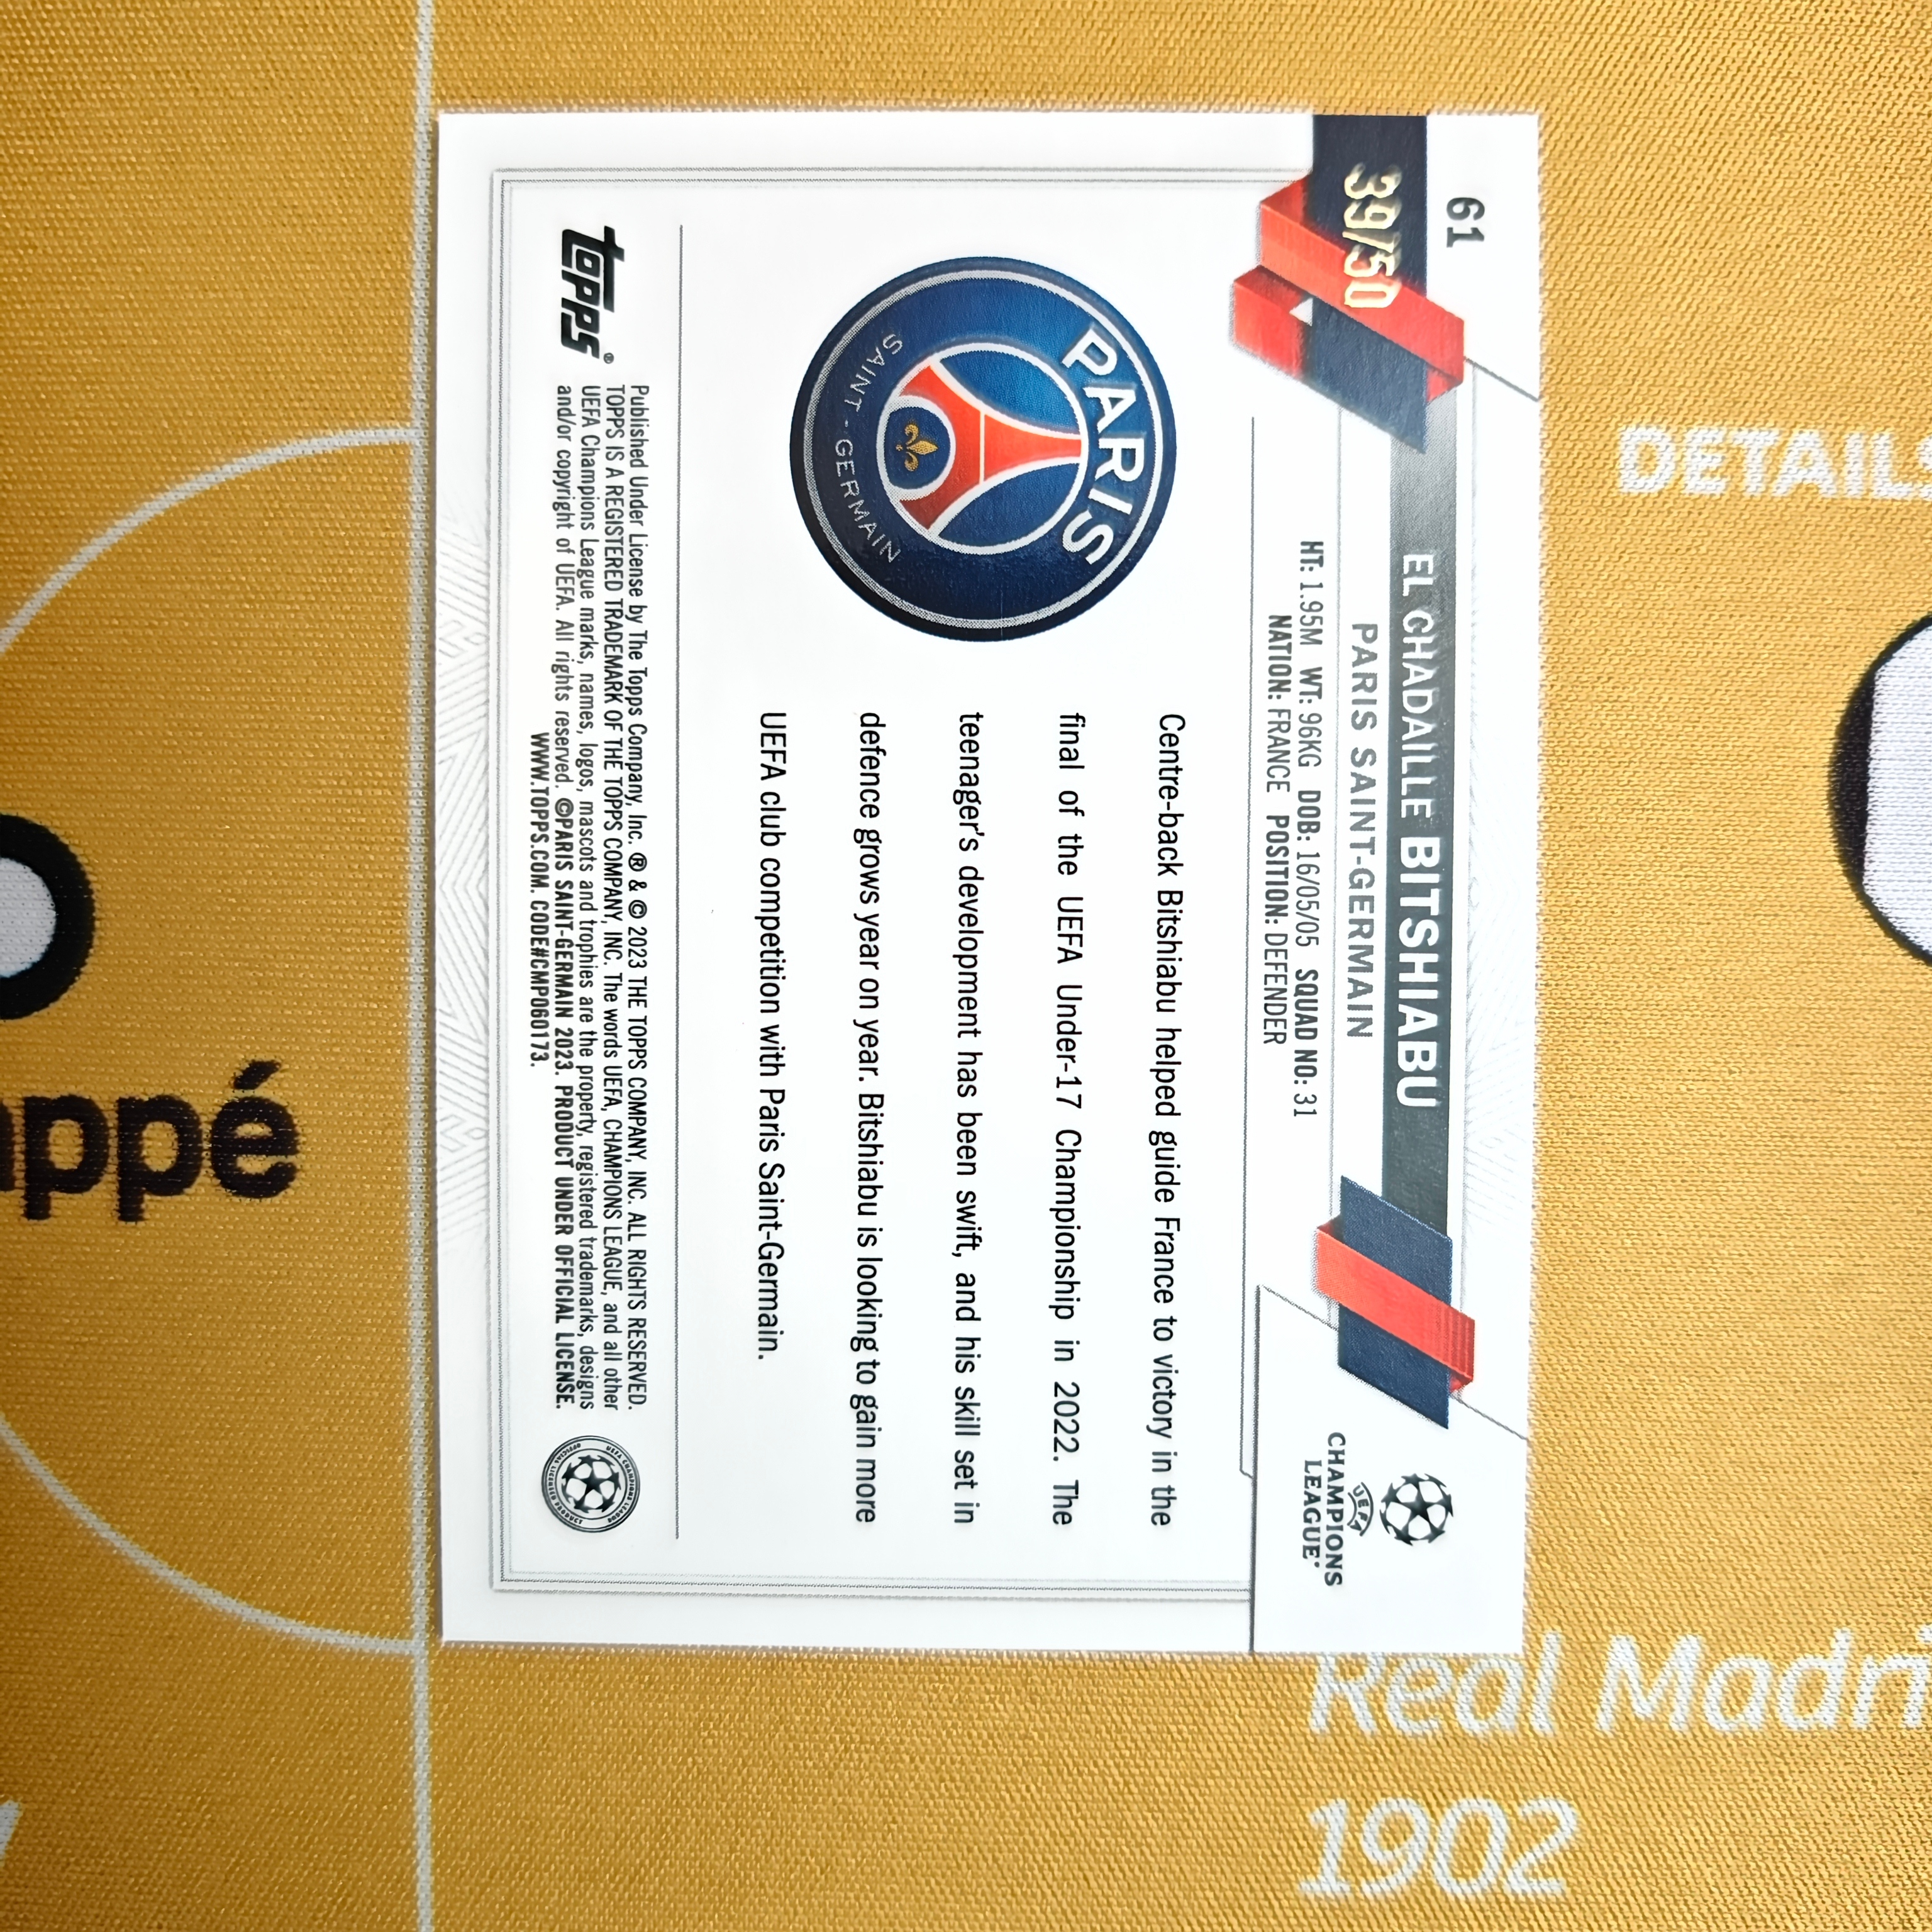 61
39/50
EL CHADAILLE BITSHIABU
PARIS SAINT-GERMAIN
HT: 1.95M WT: 96KG DOB: 16/05/05 SQUAD NO: 31
NATION: FRANCE POSITION: DEFENDER
UEFA
CHAMPIONS
LEAGUE
PARIS
SAINT-GERMAIN
Centre-back Bitshiabu helped guide France to victory in the
final of the UEFA Under-17 Championship in 2022. The
teenager's development has been swift, and his skill set in
defence grows year on year. Bitshiabu is looking to gain more
UEFA club competition with Paris Saint-Germain.
topps®
Published Under License by The Topps Company, Inc. ® & © 2023 THE TOPPS COMPANY, INC. ALL RIGHTS RESERVED.
TOPPS IS A REGISTERED TRADEMARK OF THE TOPPS COMPANY, INC. The words UEFA, CHAMPIONS LEAGUE, and all other
UEFA Champions League marks, names, logos, mascots and trophies are the property, registered trademarks, designs
and/or copyright of UEFA. All rights reserved. ©PARIS SAINT-GERMAIN 2023. PRODUCT UNDER OFFICIAL LICENSE.
WWW.TOPPS.COM. CODE#CMP060173.
UEFA CHAMPIONS LEAGUE
OFFICIAL LICENSED PRODUCT
DETAILS
appé
Real Madri
1902